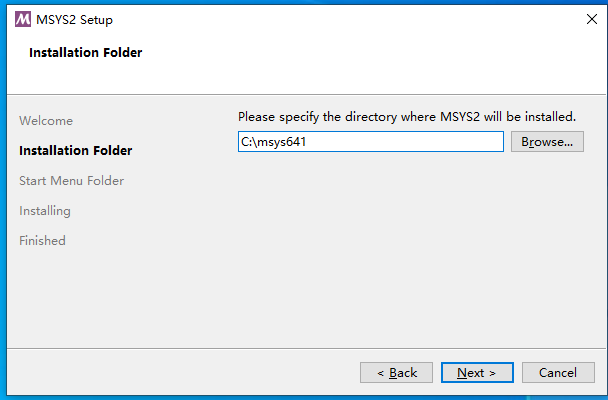 MSYS2 Setup
Installation Folder
Welcome
Installation Folder
Start Menu Folder
Installing
Finished
Please specify the directory where MSYS2 will be installed.
C:\msys641
Browse...
< Back
Next >
Cancel